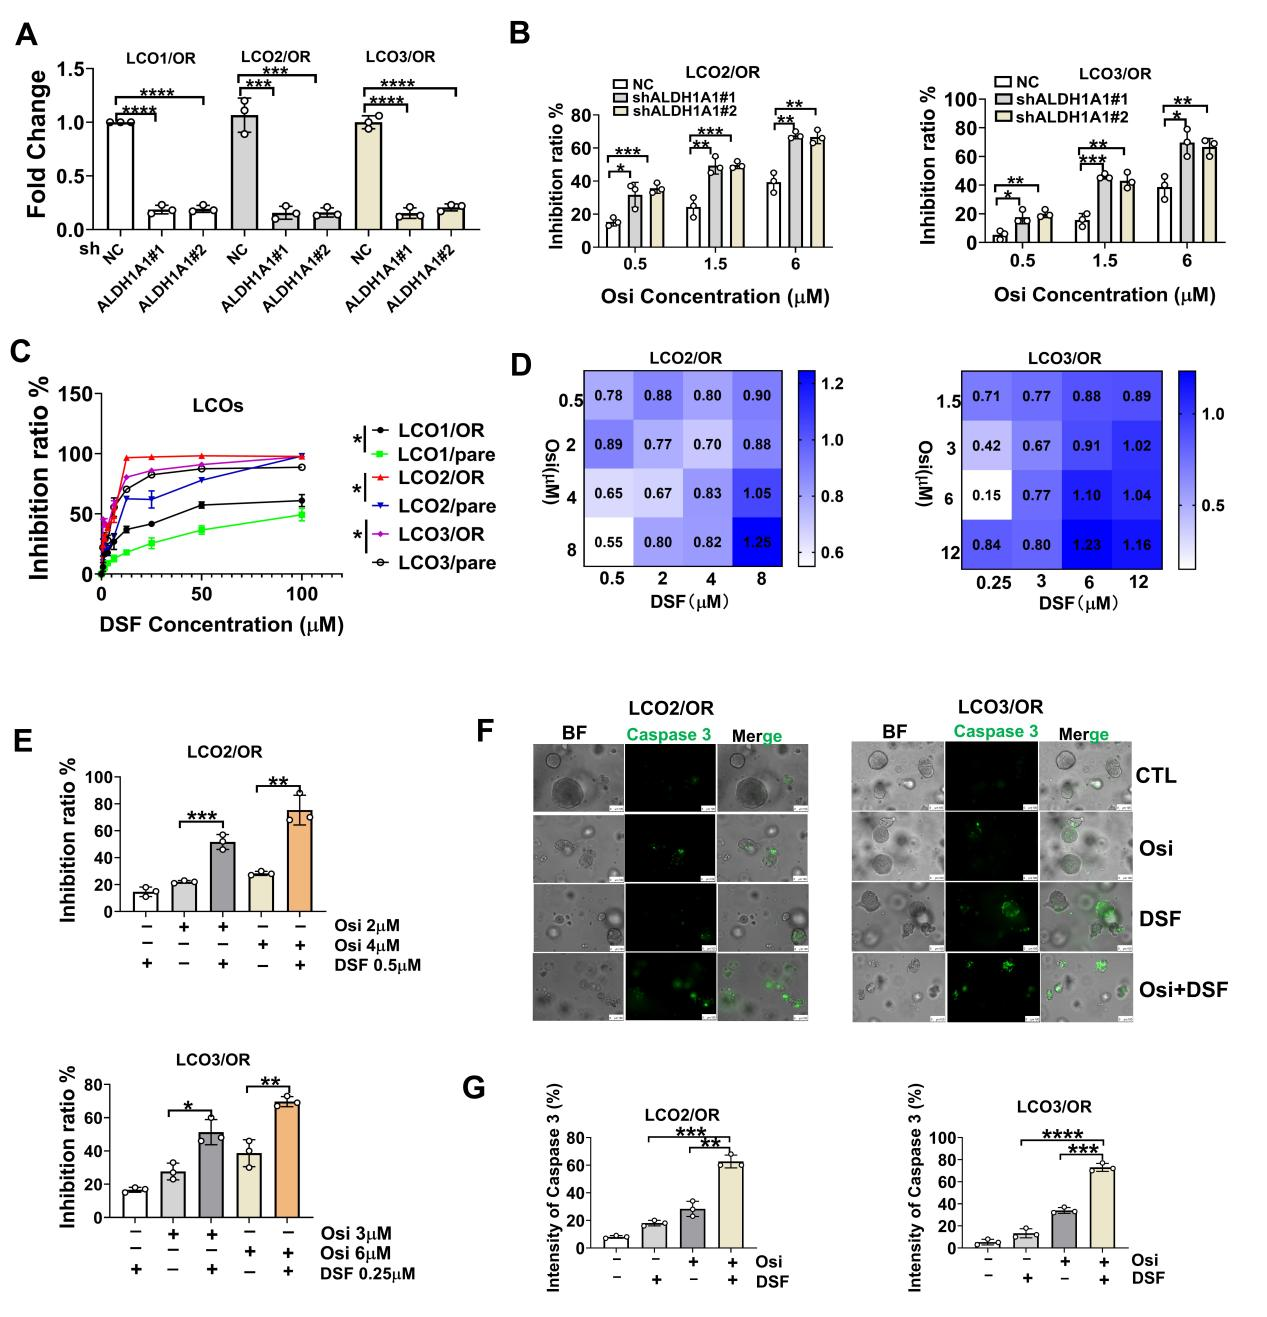 A
LCO1/OR
LCO2/OR
LCO3/OR
Fold Change
1.5
1.0
0.5
0.0
****
****
***
***
****
****
sh
NC
ALDH1A1#1
ALDH1A1#2
NC
ALDH1A1#1
ALDH1A1#2
NC
ALDH1A1#1
ALDH1A1#2
B
LCO2/OR
NC
shALDH1A1#1
shALDH1A1#2
Inhibition ratio %
80
60
40
20
0
***
*
***
**
**
**
0.5 1.5 6
Osi Concentration (μM)
LCO3/OR
NC
shALDH1A1#1
shALDH1A1#2
Inhibition ratio %
100
80
60
40
20
0
**
*
**
***
**
*
0.5 1.5 6
Osi Concentration (μM)
C
LCOs
Inhibition ratio %
150
100
50
0
0 50 100
DSF Concentration (μM)
* LCO1/OR
LCO1/pare
* LCO2/OR
LCO2/pare
* LCO3/OR
LCO3/pare
D
LCO2/OR
Osi(μM)
0.5 0.78 0.88 0.80 0.90
2 0.89 0.77 0.70 0.88
4 0.65 0.67 0.83 1.05
8 0.55 0.80 0.82 1.25
0.5 2 4 8
DSF（μM）
1.2
1.0
0.8
0.6
LCO3/OR
Osi(μM)
1.5 0.71 0.77 0.88 0.89
3 0.42 0.67 0.91 1.02
6 0.15 0.77 1.10 1.04
12 0.84 0.80 1.23 1.16
0.25 3 6 12
DSF（μM）
1.0
0.5
E
LCO2/OR
Inhibition ratio %
100
80
60
40
20
0
***
**
− + + − − Osi 2μM
− − − + + Osi 4μM
+ − + − + DSF 0.5μM
LCO3/OR
Inhibition ratio %
80
60
40
20
0
*
**
− + + − − Osi 3μM
− − − + + Osi 6μM
+ − + − + DSF 0.25μM
F
LCO2/OR
BF Caspase 3 Merge
LCO3/OR
BF Caspase 3 Merge
CTL
Osi
DSF
Osi+DSF
G
LCO2/OR
Intensity of Caspase 3 (%)
80
60
40
20
0
***
**
− − + + Osi
− + − + DSF
LCO3/OR
Intensity of Caspase 3 (%)
100
80
60
40
20
0
****
***
− − + + Osi
− + − + DSF